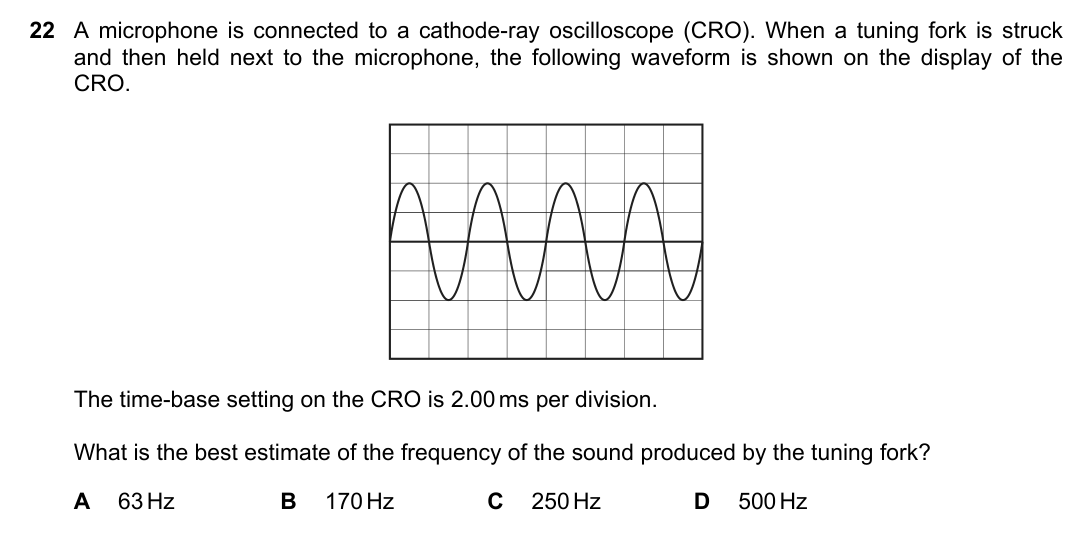 22 A microphone is connected to a cathode-ray oscilloscope (CRO). When a tuning fork is struck
and then held next to the microphone, the following waveform is shown on the display of the
CRO.
The time-base setting on the CRO is 2.00 ms per division.
What is the best estimate of the frequency of the sound produced by the tuning fork?
A 63 Hz B 170 Hz C 250 Hz D 500 Hz